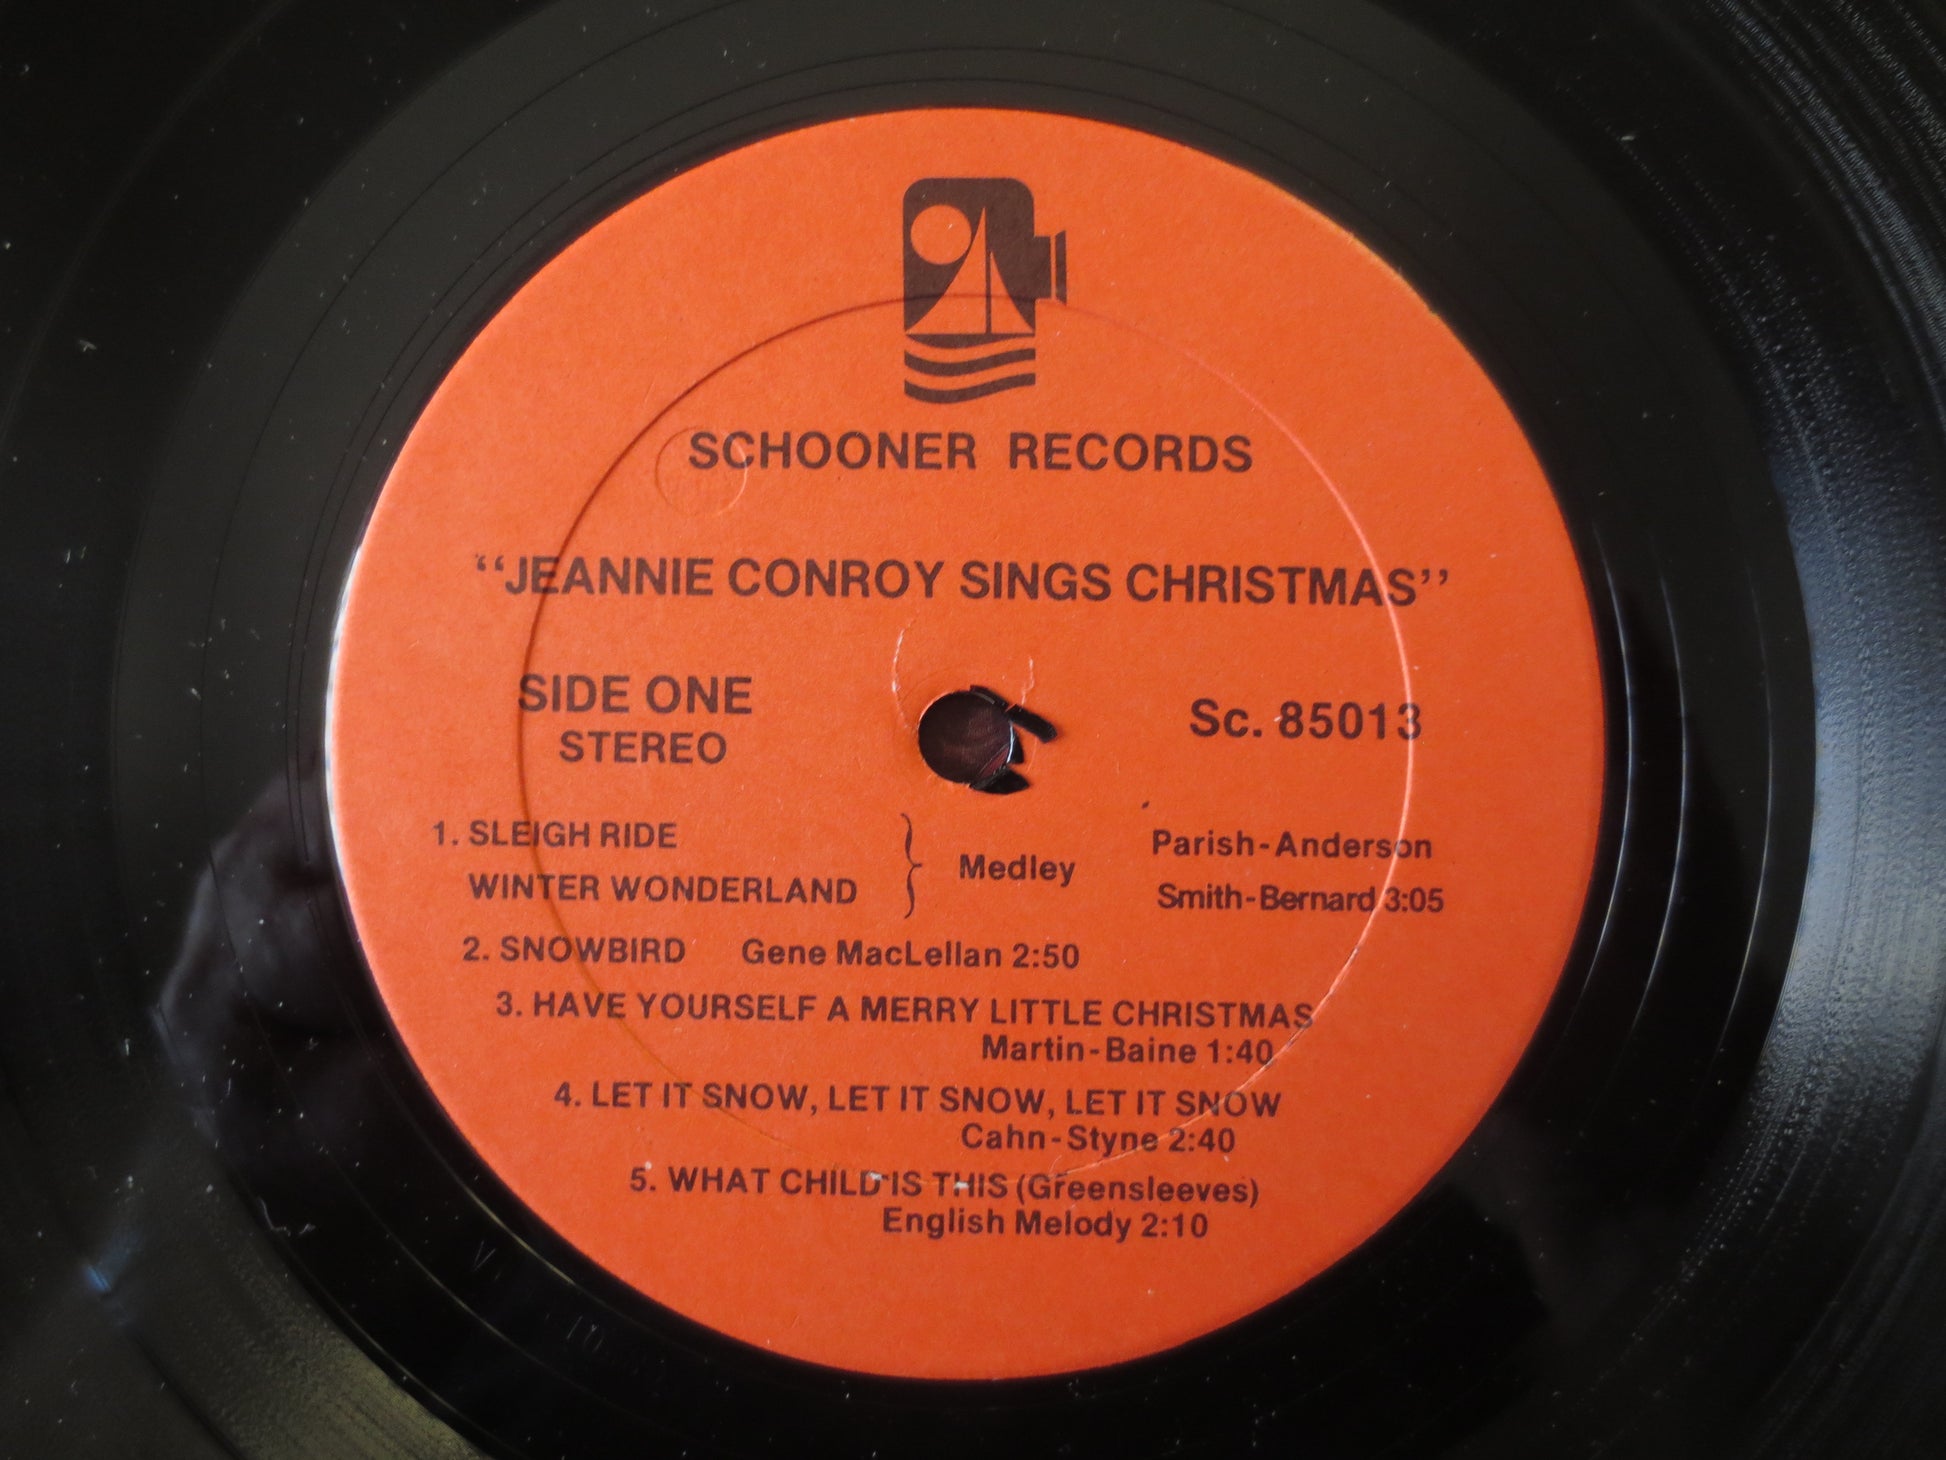 SCHOONER RECORDS
“JEANNIE CONROY SINGS CHRISTMAS”
SIDE ONE
STEREO
Sc. 85013
1. SLEIGH RIDE
WINTER WONDERLAND
} Medley
Parish-Anderson
Smith-Bernard 3:05
2. SNOWBIRD Gene MacLellan 2:50
3. HAVE YOURSELF A MERRY LITTLE CHRISTMAS
Martin-Baine 1:40
4. LET IT SNOW, LET IT SNOW, LET IT SNOW
Cahn-Styne 2:40
5. WHAT CHILD IS THIS (Greensleeves)
English Melody 2:10